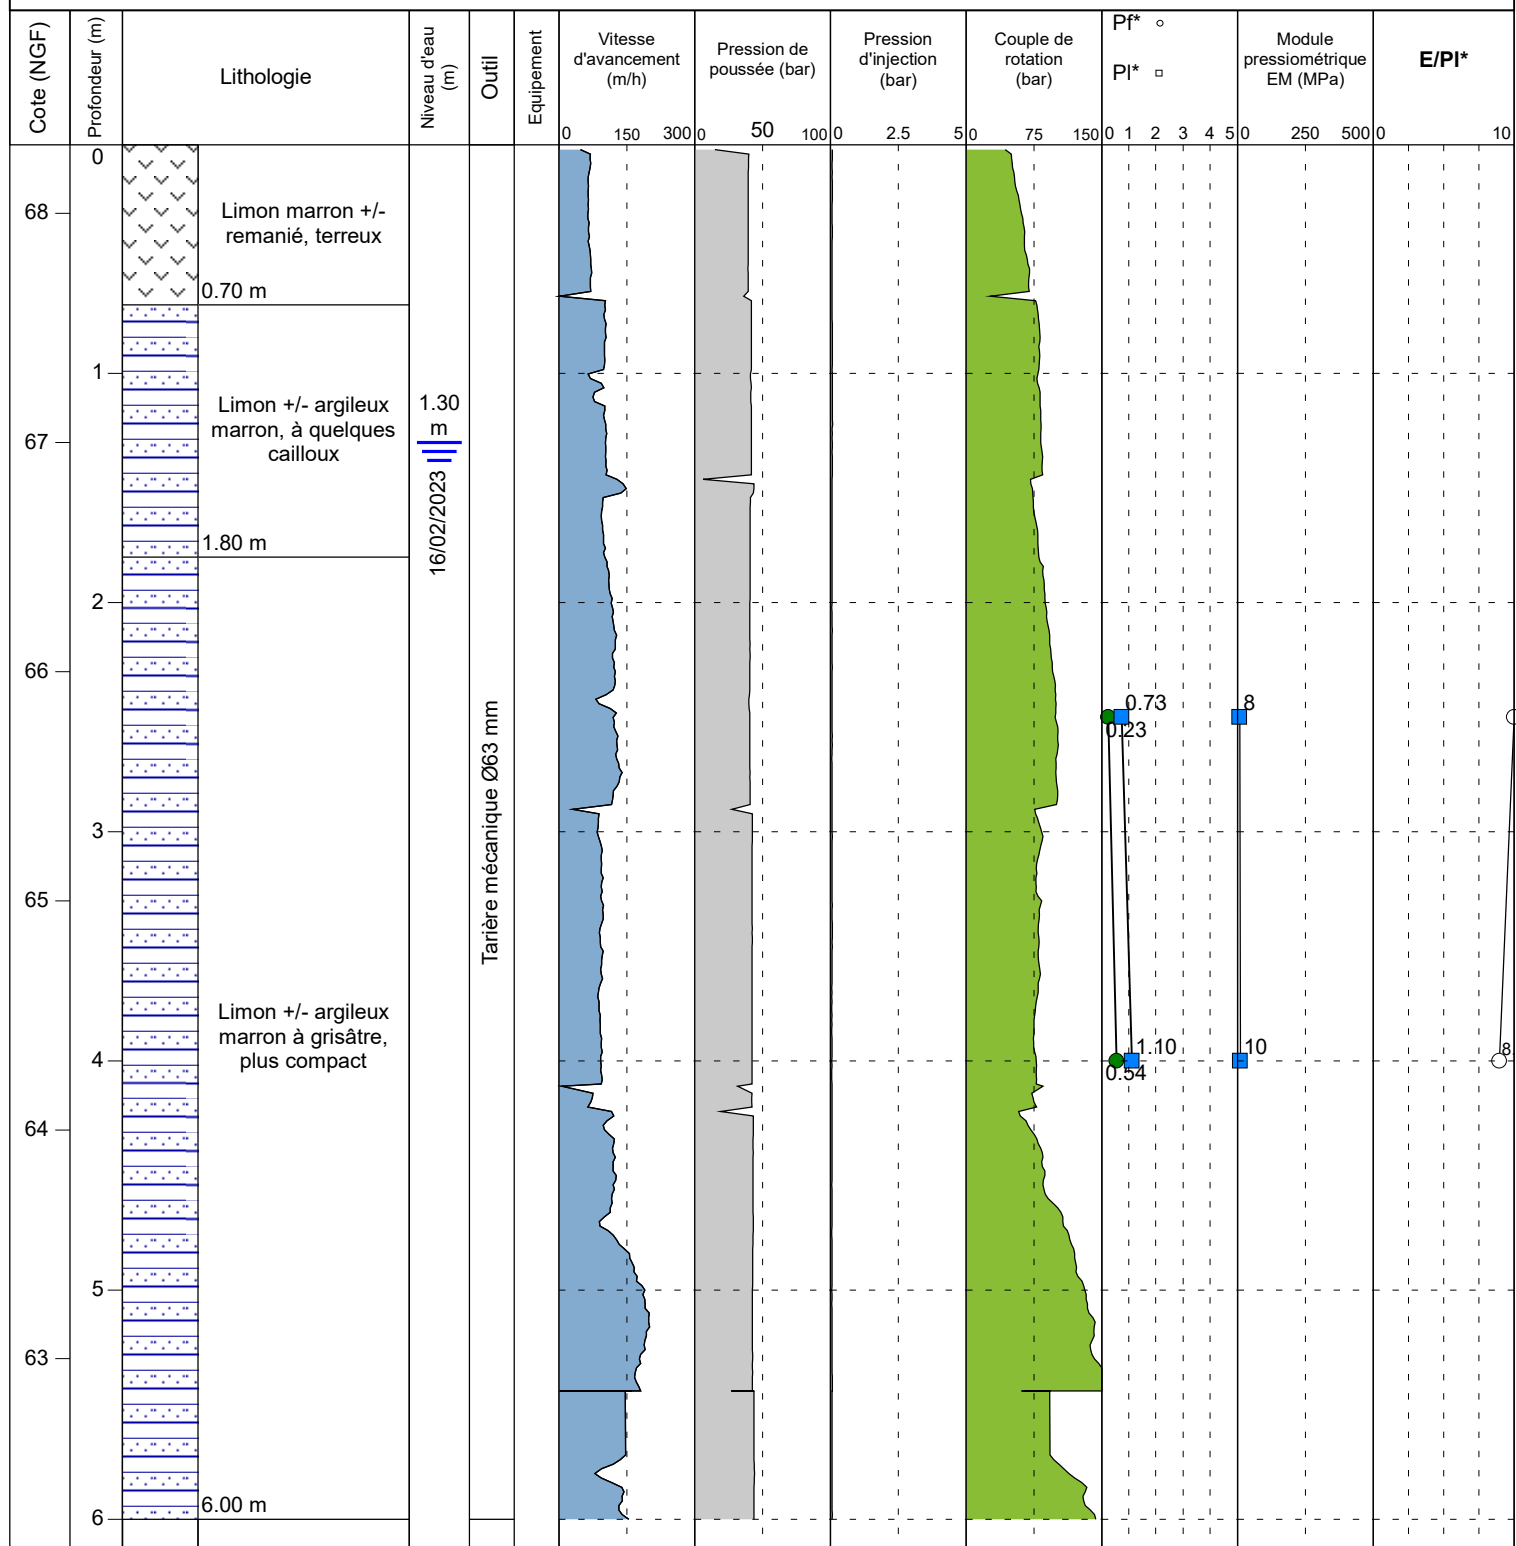 Cote (NGF)
Profondeur (m)
Lithologie
Niveau d'eau
(m)
Outil
Equipement
Vitesse
d'avancement
(m/h)
0 150 300
Pression de
poussée (bar)
0 50 100
Pression
d'injection
(bar)
0 2.5 5
Couple de
rotation
(bar)
0 75 150
Pf*
Pl*
0 1 2 3 4 5
Module
pressiométrique
EM (MPa)
0 250 500
E/Pl*
0 10
0
68
Limon marron +/-
remanié, terreux
0.70 m
1
Limon +/- argileux
marron, à quelques
cailloux
1.30
m
16/02/2023
67
1.80 m
2
66
0.73
0.23
8
Tarière mécanique Ø63 mm
3
65
Limon +/- argileux
marron à grisâtre,
plus compact
4
1.10
0.54
10
8.
64
5
63
6.00 m
6